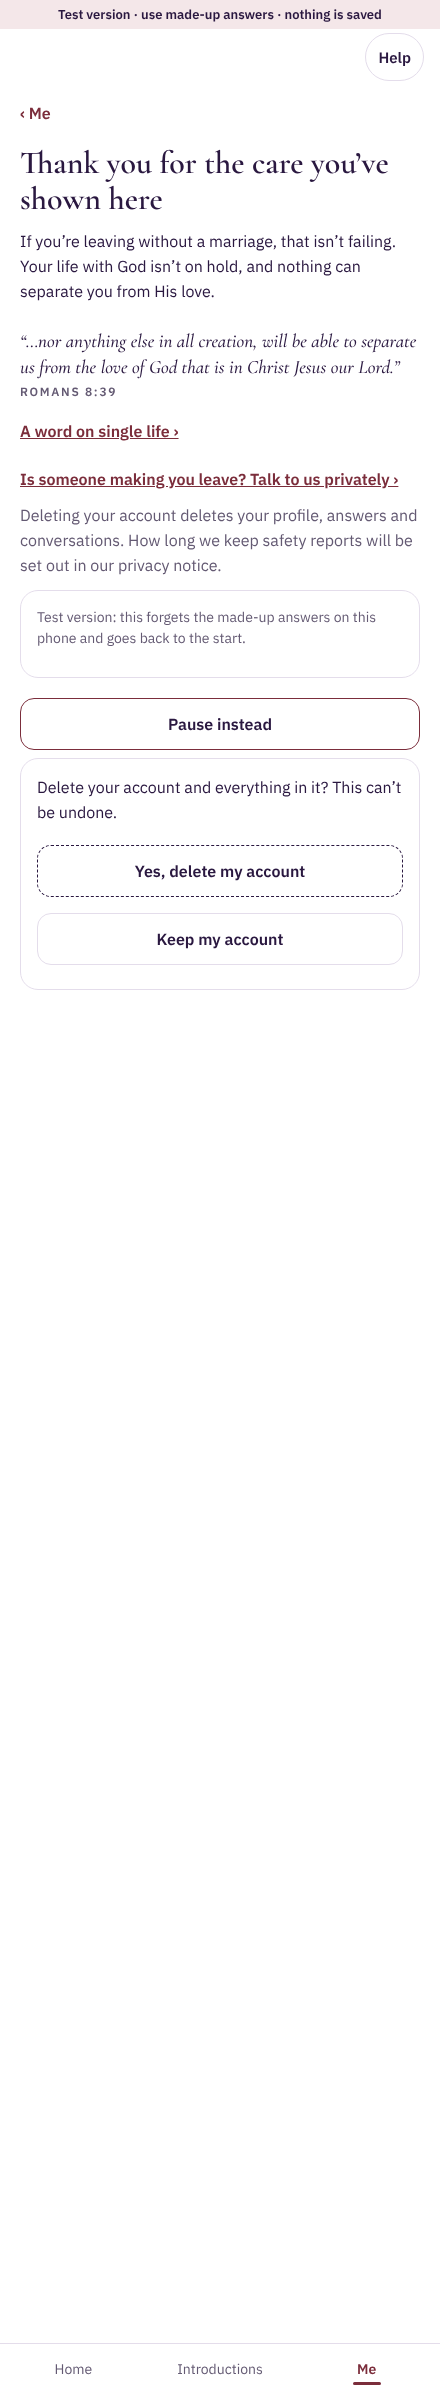 Test version · use made-up answers · nothing is saved
Help
‹ Me
Thank you for the care you’ve
shown here
If you’re leaving without a marriage, that isn’t failing.
Your life with God isn’t on hold, and nothing can
separate you from His love.
“…nor anything else in all creation, will be able to separate
us from the love of God that is in Christ Jesus our Lord.”
ROMANS 8:39
A word on single life ›
Is someone making you leave? Talk to us privately ›
Deleting your account deletes your profile, answers and
conversations. How long we keep safety reports will be
set out in our privacy notice.
Test version: this forgets the made-up answers on this
phone and goes back to the start.
Pause instead
Delete your account and everything in it? This can’t
be undone.
Yes, delete my account
Keep my account
Home
Introductions
Me